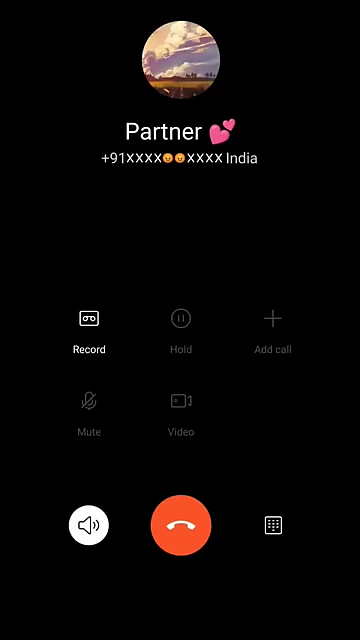 Partner 💕
+91XXXX😡😡XXXX India
Record
Hold
Add call
Mute
Video